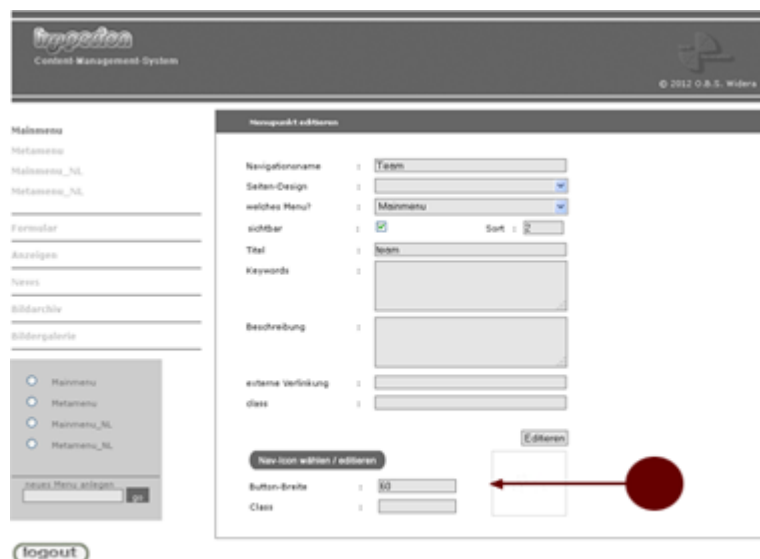 Content-Management-System
© 2012 O.B.S. Widera
Mainmenu
Metamenu
Mainmenu_NL
Metamenu_NL
Formular
Anzeigen
News
Bildarchiv
Bildergalerie
Mainmenu
Metamenu
Mainmenu_NL
Metamenu_NL
neues Menu anlegen
go
logout
Menupunkt editieren
Navigationsname : Team
Seiten-Design :
welches Menu? : Mainmenu
sichtbar : Sort : 2
Titel : team
Keywords :
Beschreibung :
externe Verlinkung :
class :
Editieren
Nav-Icon wählen / editieren
Button-Breite : 60
Class :